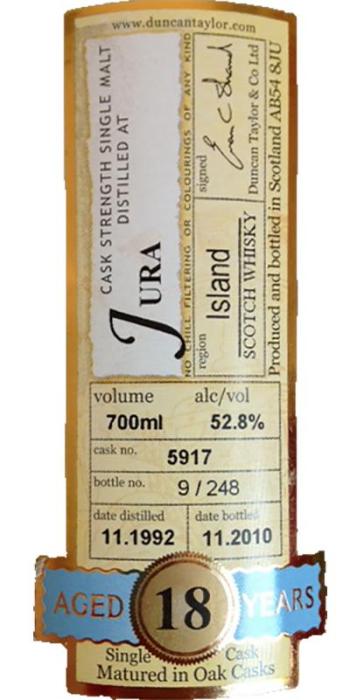 www.duncantaylor.com
CASK STRENGTH SINGLE MALT
DISTILLED AT
JURA
NO CHILL FILTERING OR COLOURINGS OF ANY KIND
region Island
SCOTCH WHISKY
signed Euan C Shand
Duncan Taylor & Co Ltd
Produced and bottled in Scotland AB54 8JU
volume alc/vol
700ml 52.8%
cask no. 5917
bottle no. 9 / 248
date distilled date bottled
11.1992 11.2010
AGED 18 YEARS
Single Cask
Matured in Oak Casks